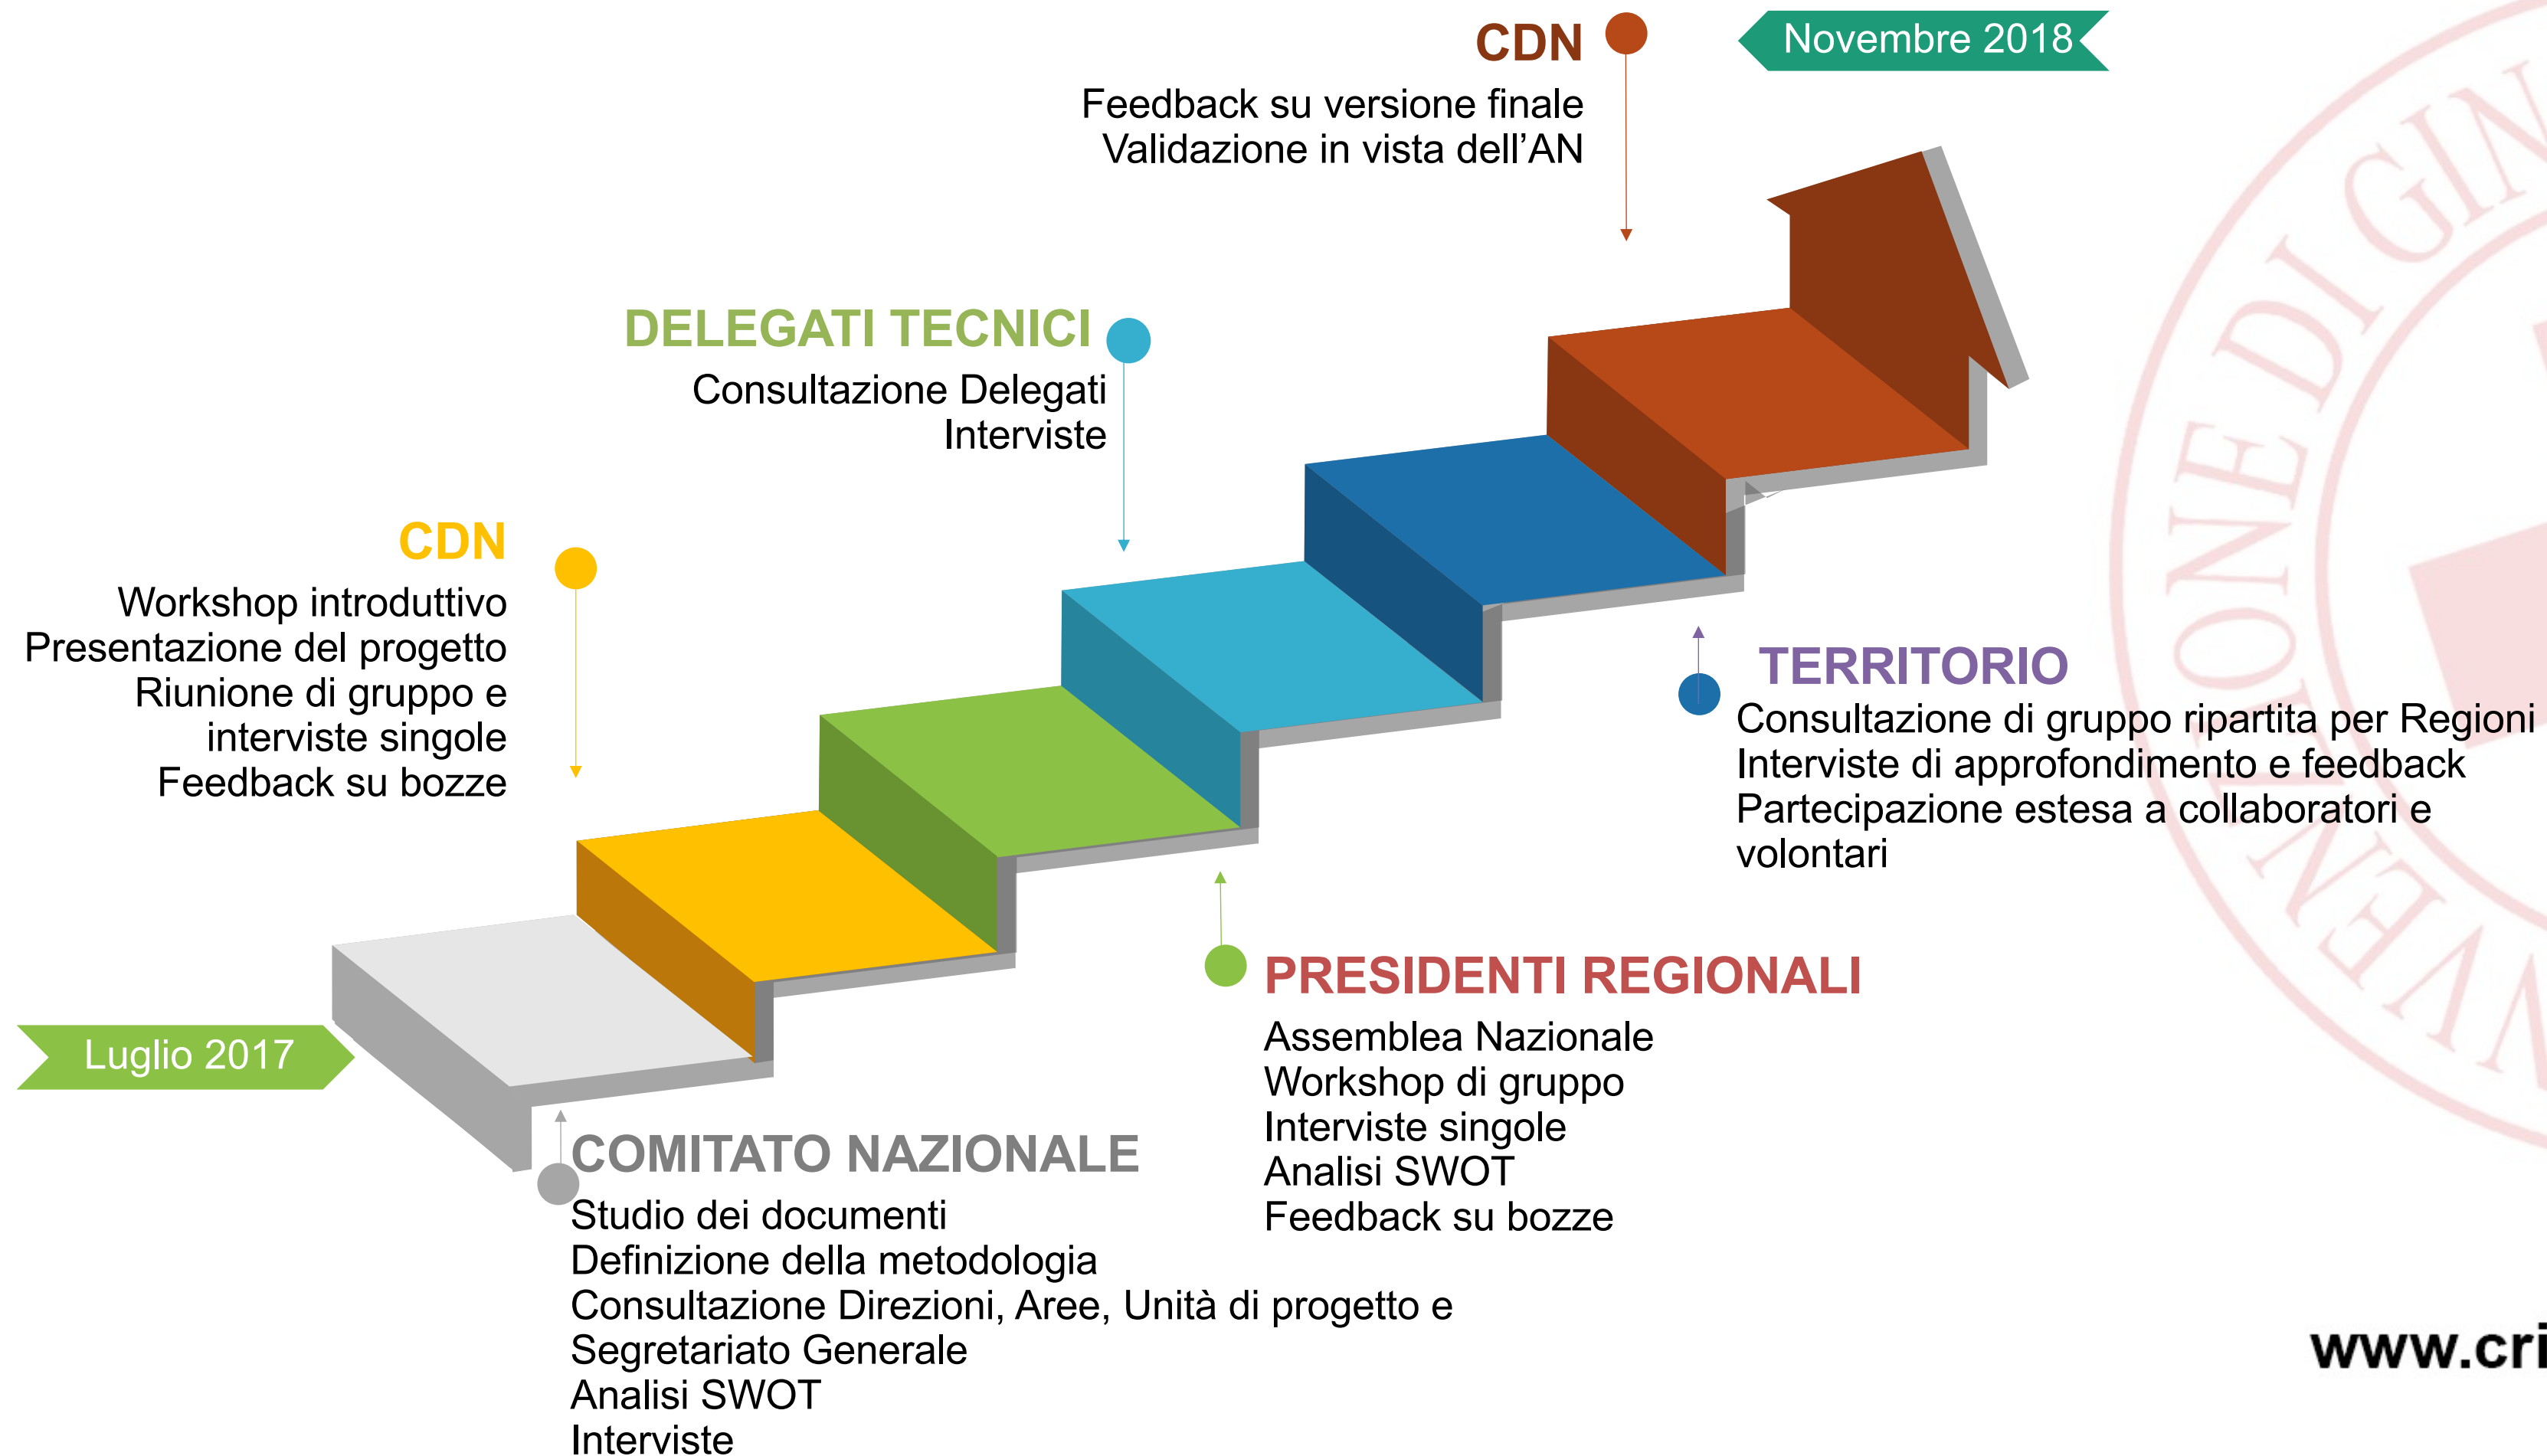 CDN
Feedback su versione finale
Validazione in vista dell'AN
Novembre 2018
DELEGATI TECNICI
Consultazione Delegati
Interviste
CDN
Workshop introduttivo
Presentazione del progetto
Riunione di gruppo e
interviste singole
Feedback su bozze
TERRITORIO
Consultazione di gruppo ripartita per Regioni
Interviste di approfondimento e feedback
Partecipazione estesa a collaboratori e
volontari
PRESIDENTI REGIONALI
Assemblea Nazionale
Workshop di gruppo
Interviste singole
Analisi SWOT
Feedback su bozze
Luglio 2017
COMITATO NAZIONALE
Studio dei documenti
Definizione della metodologia
Consultazione Direzioni, Aree, Unità di progetto e
Segretariato Generale
Analisi SWOT
Interviste
www.cri